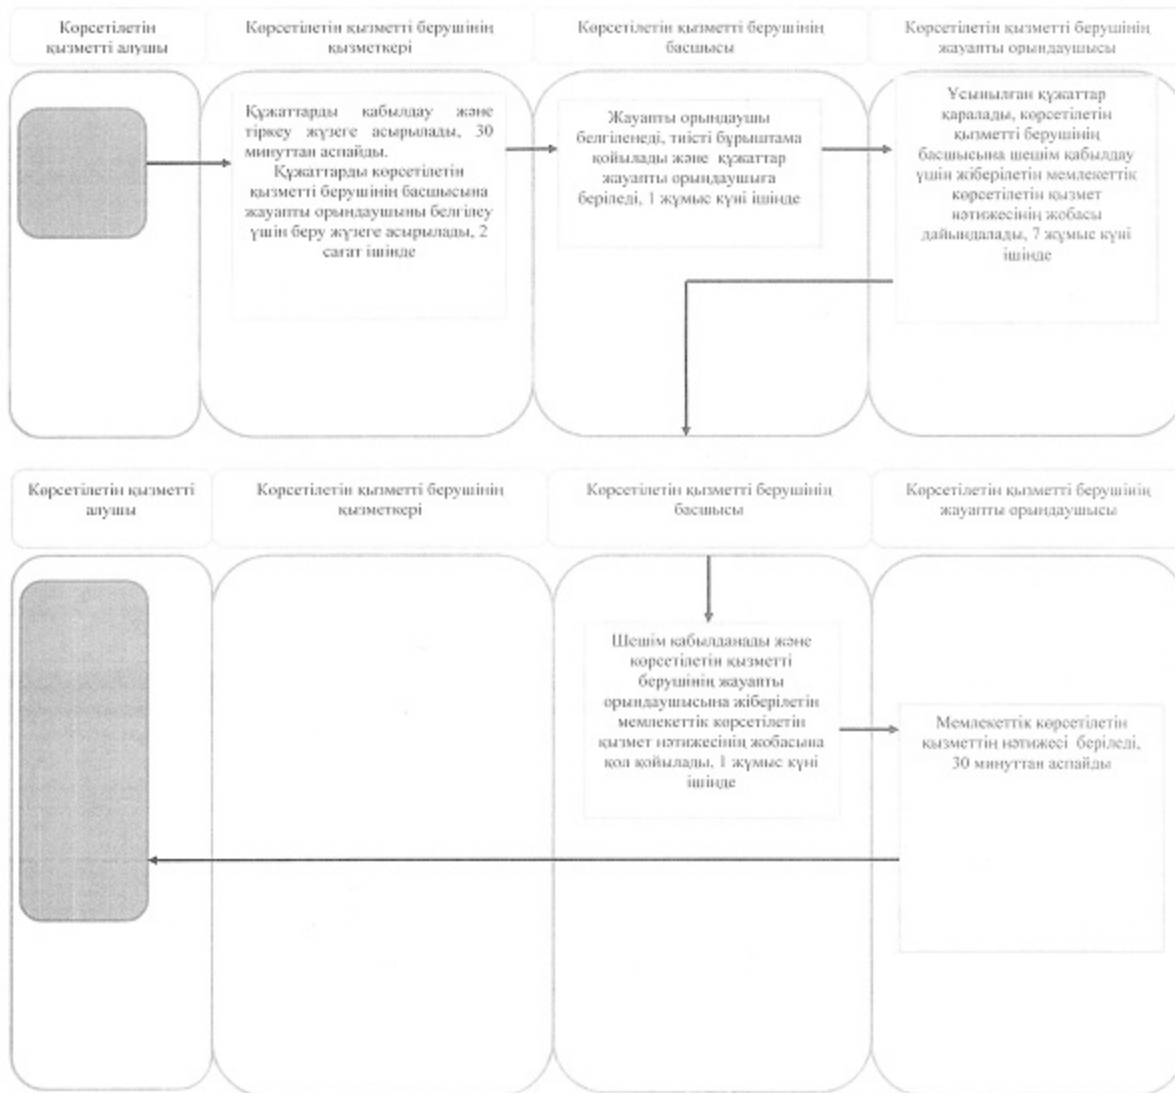 Көрсетілетін
қызметті алушы
Көрсетілетін қызметті берушінің
қызметкері
Көрсетілетін қызметті берушінің
басшысы
Көрсетілетін қызметті берушінің
жауапты орындаушысы
Құжаттарды қабылдау және
тіркеу жүзеге асырылады, 30
минуттан аспайды.
Құжаттарды көрсетілетін
қызметті берушінің басшысына
жауапты орындаушыны белгілеу
үшін беру жүзеге асырылады, 2
сағат ішінде
Жауапты орындаушы
белгіленеді, тиісті бұрыштама
қойылады және құжаттар
жауапты орындаушыға
беріледі, 1 жұмыс күні ішінде
Ұсынылған құжаттар
қаралады, көрсетілетін
қызметті берушінің
басшысына шешім қабылдау
үшін жіберілетін мемлекеттік
көрсетілетін қызмет
нәтижесінің жобасы
дайындалады, 7 жұмыс күні
ішінде
Көрсетілетін қызметті
алушы
Көрсетілетін қызметті берушінің
қызметкері
Көрсетілетін қызметті берушінің
басшысы
Көрсетілетін қызметті берушінің
жауапты орындаушысы
Шешім қабылданады және
көрсетілетін қызметті
берушінің жауапты
орындаушысына жіберілетін
мемлекеттік көрсетілетін
қызмет нәтижесінің жобасына
қол қойылады, 1 жұмыс күні
ішінде
Мемлекеттік көрсетілетін
қызметтің нәтижесі беріледі,
30 минуттан аспайды